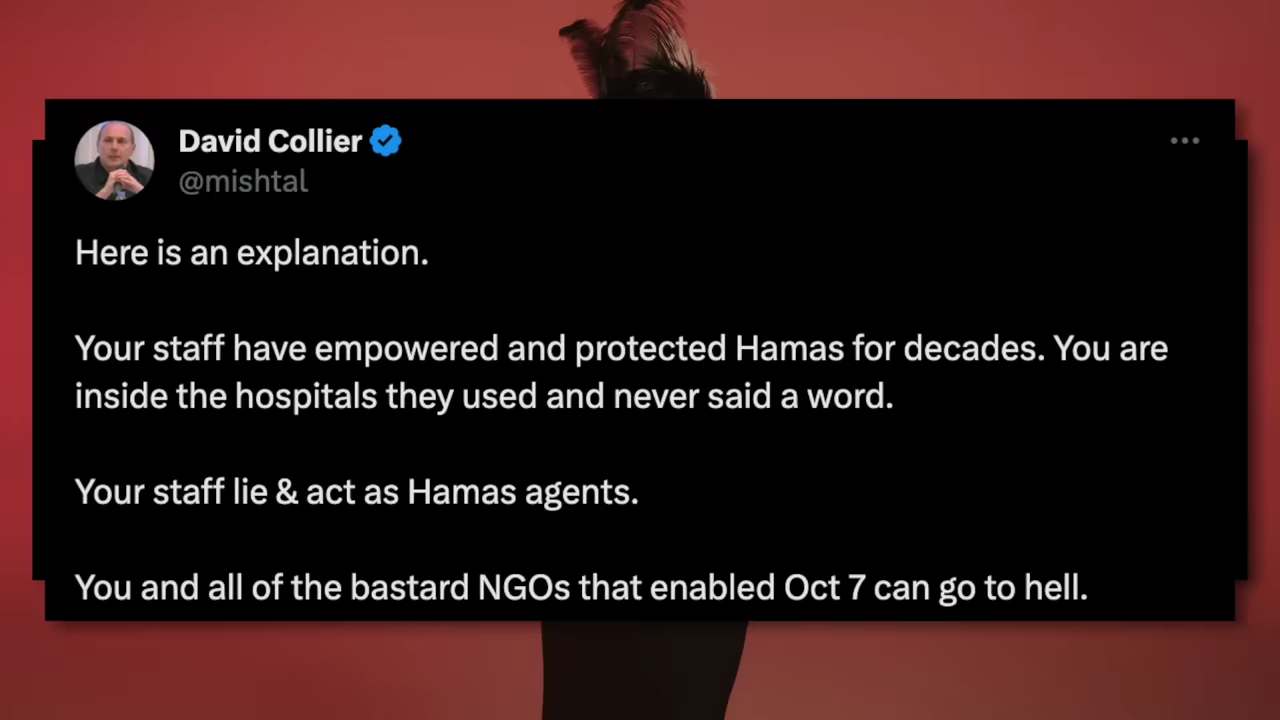 David Collier
@mishtal
Here is an explanation.
Your staff have empowered and protected Hamas for decades. You are
inside the hospitals they used and never said a word.
Your staff lie & act as Hamas agents.
You and all of the bastard NGOs that enabled Oct 7 can go to hell.